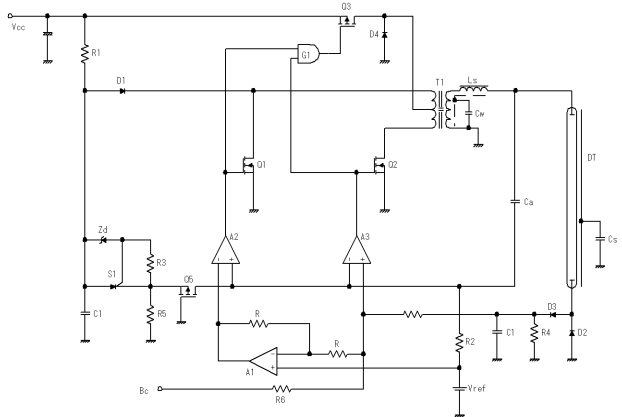 Q3
Vcc
D4
R1
G1
D1
T1
Ls
Cw
Q1
Q2
DT
Ca
Zd
A2
A3
Cs
R3
S1
Q5
C1
R5
R
D3
R
R2
C1
R4
D2
A1
-
+
-
+
-
+
Bc
R6
Vref